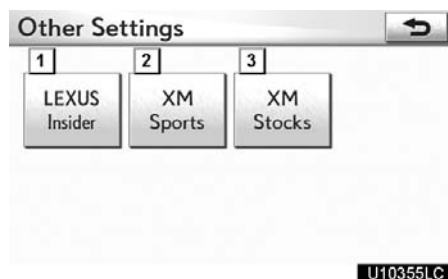 Other Settings
1 2 3
LEXUS Insider
XM Sports
XM Stocks
U10355LC